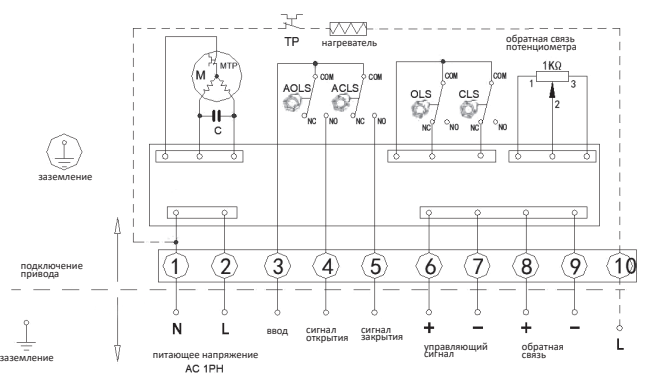 TP
нагреватель
обратная связь
потенциометра
1KΩ
1 3
2
M MTP
C
AOLS COM ACLS COM
NC NO NC NO
OLS COM CLS COM
NC NO NC NO
заземление
подключение
привода
1 2 3 4 5 6 7 8 9 10
N L ввод сигнал
открытия сигнал
закрытия + - + - L
управляющий
сигнал
обратная
связь
питающее напряжение
AC 1PH
заземление